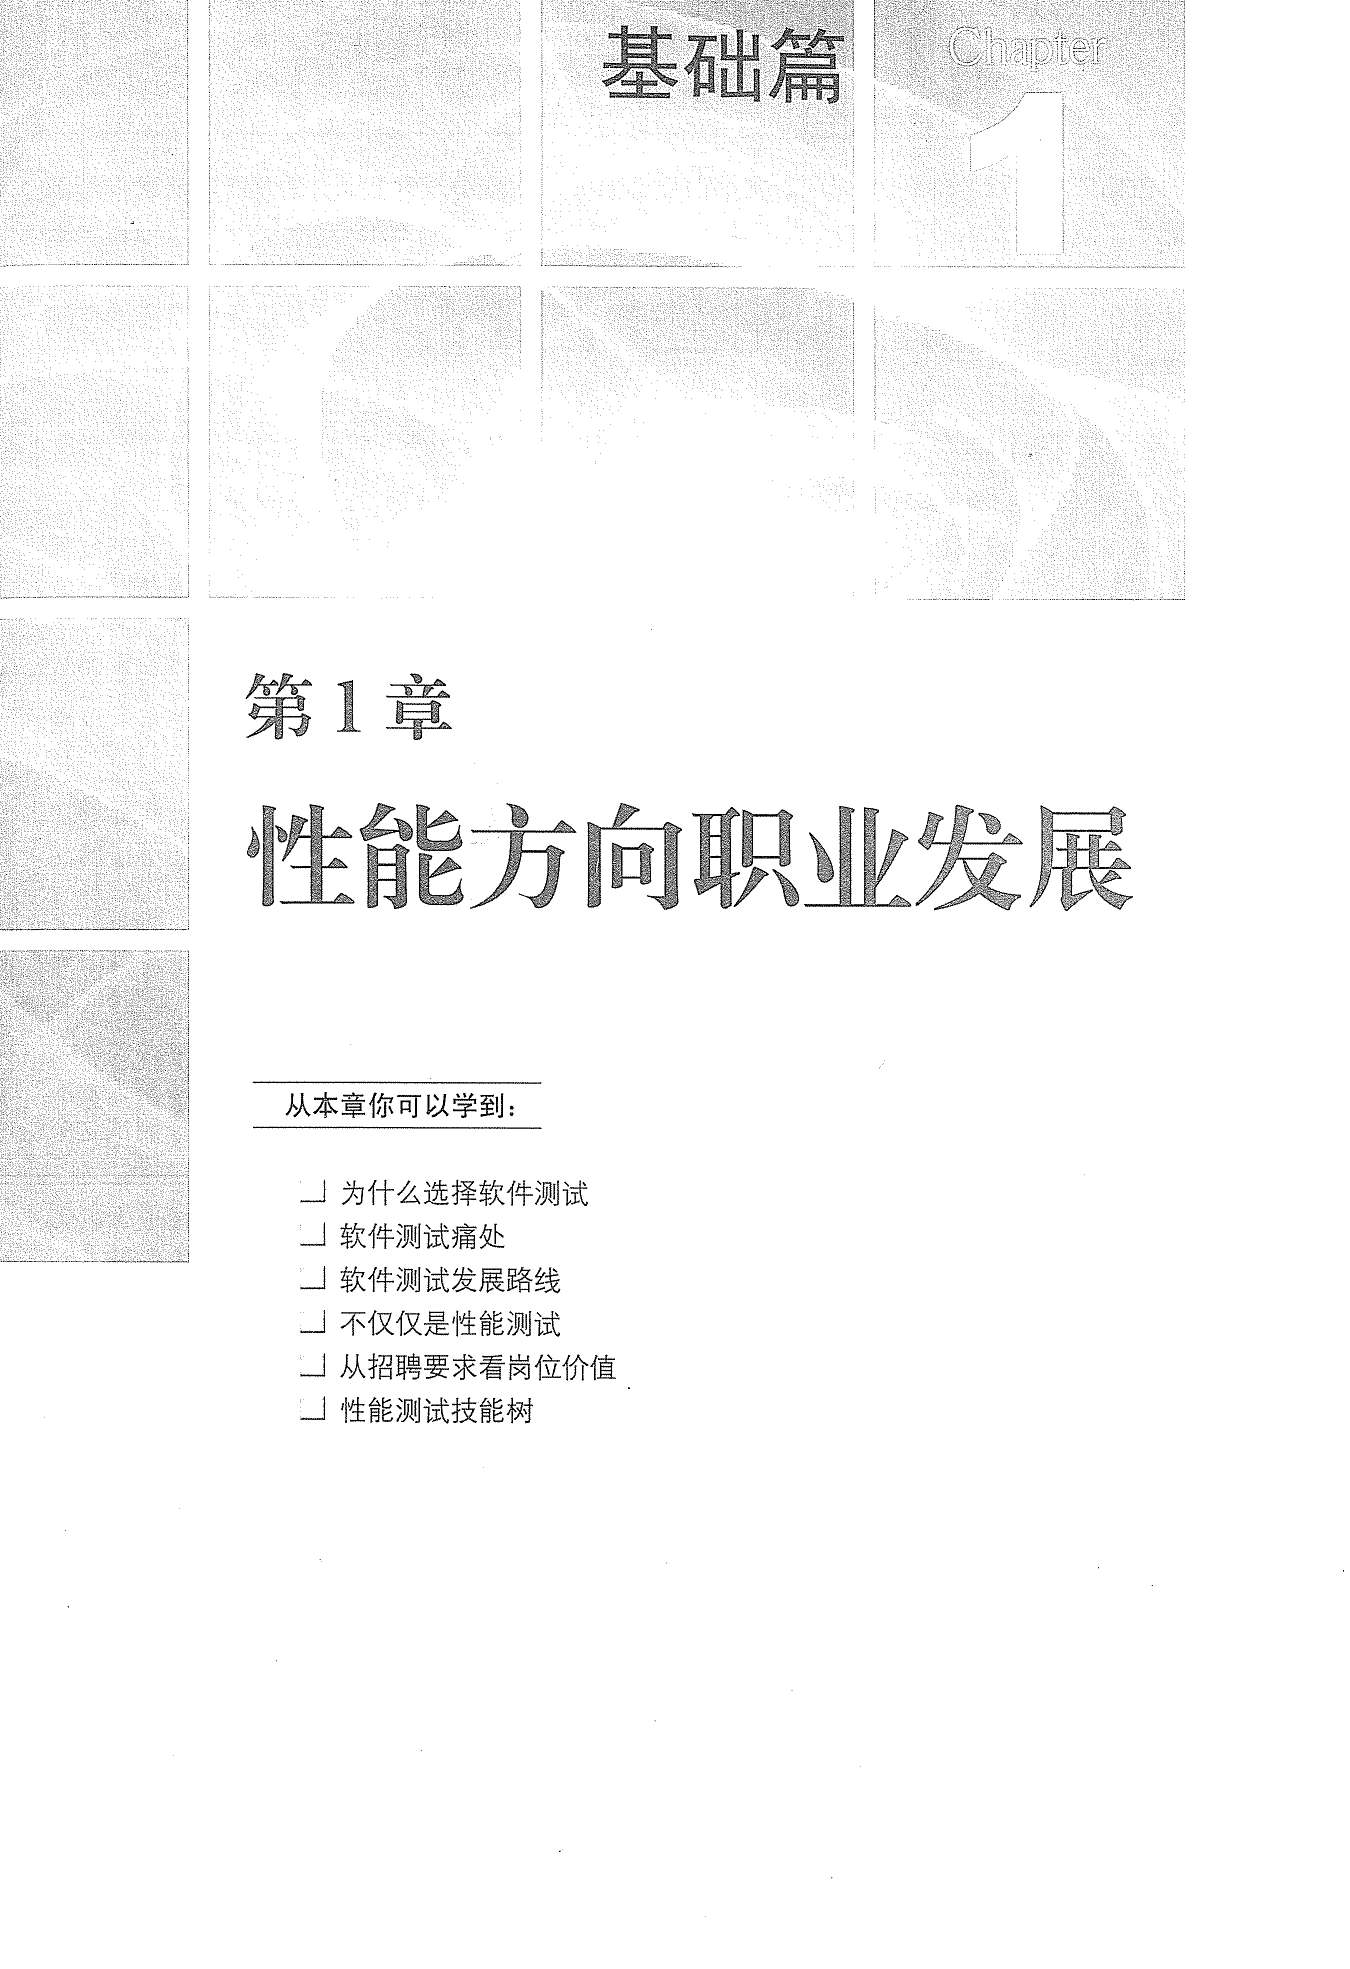 基础篇
Chapter
1
第1章
性能方向职业发展
从本章你可以学到：
为什么选择软件测试
软件测试痛处
软件测试发展路线
不仅仅是性能测试
从招聘要求看岗位价值
性能测试技能树